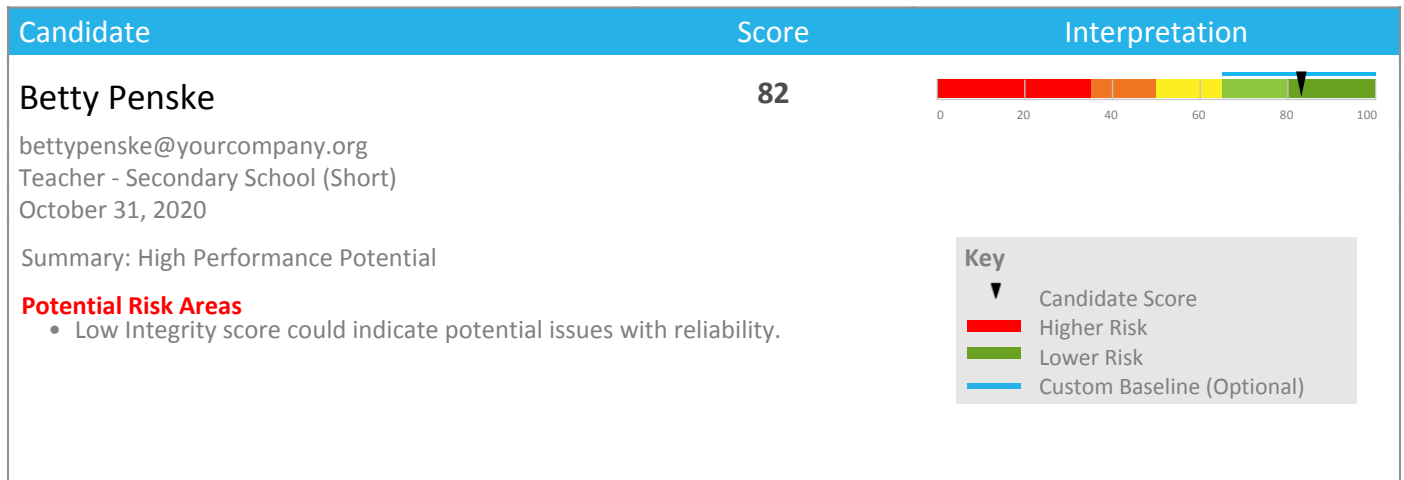 Candidate Score Interpretation
Betty Penske 82
0 20 40 60 80 100
bettypenske@yourcompany.org
Teacher - Secondary School (Short)
October 31, 2020
Summary: High Performance Potential
Potential Risk Areas
• Low Integrity score could indicate potential issues with reliability.
Key
Candidate Score
Higher Risk
Lower Risk
Custom Baseline (Optional)